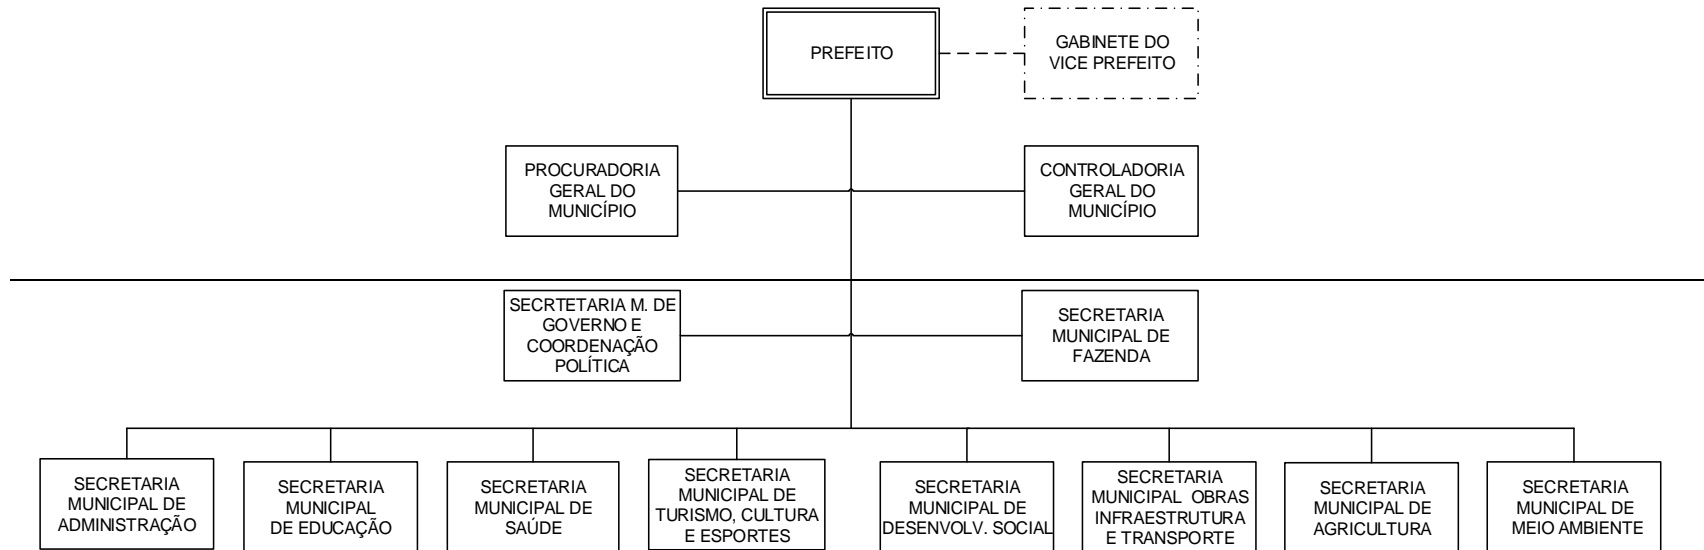 PREFEITO
GABINETE DO
VICE PREFEITO
PROCURADORIA
GERAL DO
MUNICÍPIO
CONTROLADORIA
GERAL DO
MUNICÍPIO
SECRTETARIA M. DE
GOVERNO E
COORDENAÇÃO
POLÍTICA
SECRETARIA
MUNICIPAL DE
FAZENDA
SECRETARIA
MUNICIPAL DE
ADMINISTRAÇÃO
SECRETARIA
MUNICIPAL
DE EDUCAÇÃO
SECRETARIA
MUNICIPAL DE
SAÚDE
SECRETARIA
MUNICIPAL DE
TURISMO, CULTURA
E ESPORTES
SECRETARIA
MUNICIPAL DE
DESENVOLV. SOCIAL
SECRETARIA
MUNICIPAL OBRAS
INFRAESTRUTURA
E TRANSPORTE
SECRETARIA
MUNICIPAL DE
AGRICULTURA
SECRETARIA
MUNICIPAL DE
MEIO AMBIENTE